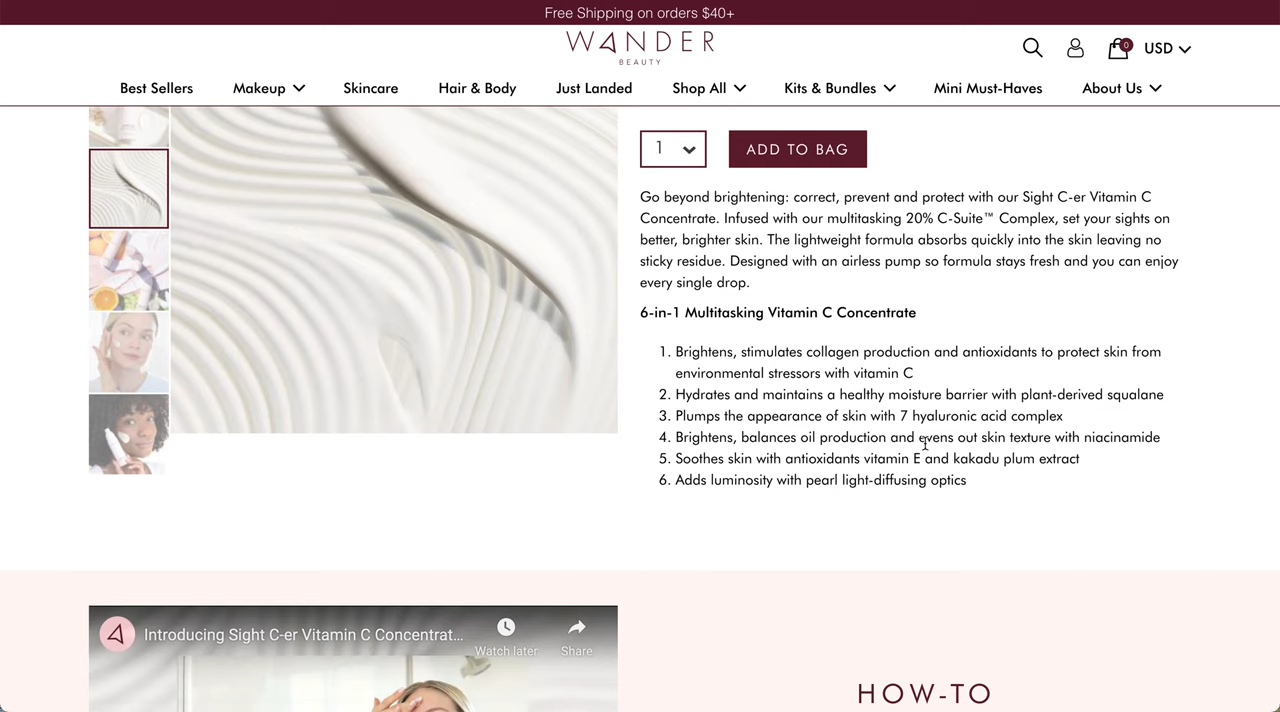 Free Shipping on orders $40+
WANDER
BEAUTY
0
USD
Best Sellers
Makeup
Skincare
Hair & Body
Just Landed
Shop All
Kits & Bundles
Mini Must-Haves
About Us
1
ADD TO BAG
Go beyond brightening: correct, prevent and protect with our Sight C-er Vitamin C
Concentrate. Infused with our multitasking 20% C-Suite™ Complex, set your sights on
better, brighter skin. The lightweight formula absorbs quickly into the skin leaving no
sticky residue. Designed with an airless pump so formula stays fresh and you can enjoy
every single drop.
6-in-1 Multitasking Vitamin C Concentrate
1. Brightens, stimulates collagen production and antioxidants to protect skin from
environmental stressors with vitamin C
2. Hydrates and maintains a healthy moisture barrier with plant-derived squalane
3. Plumps the appearance of skin with 7 hyaluronic acid complex
4. Brightens, balances oil production and evens out skin texture with niacinamide
5. Soothes skin with antioxidants vitamin E and kakadu plum extract
6. Adds luminosity with pearl light-diffusing optics
Introducing Sight C-er Vitamin C Concentrat...
Watch later
Share
HOW-TO